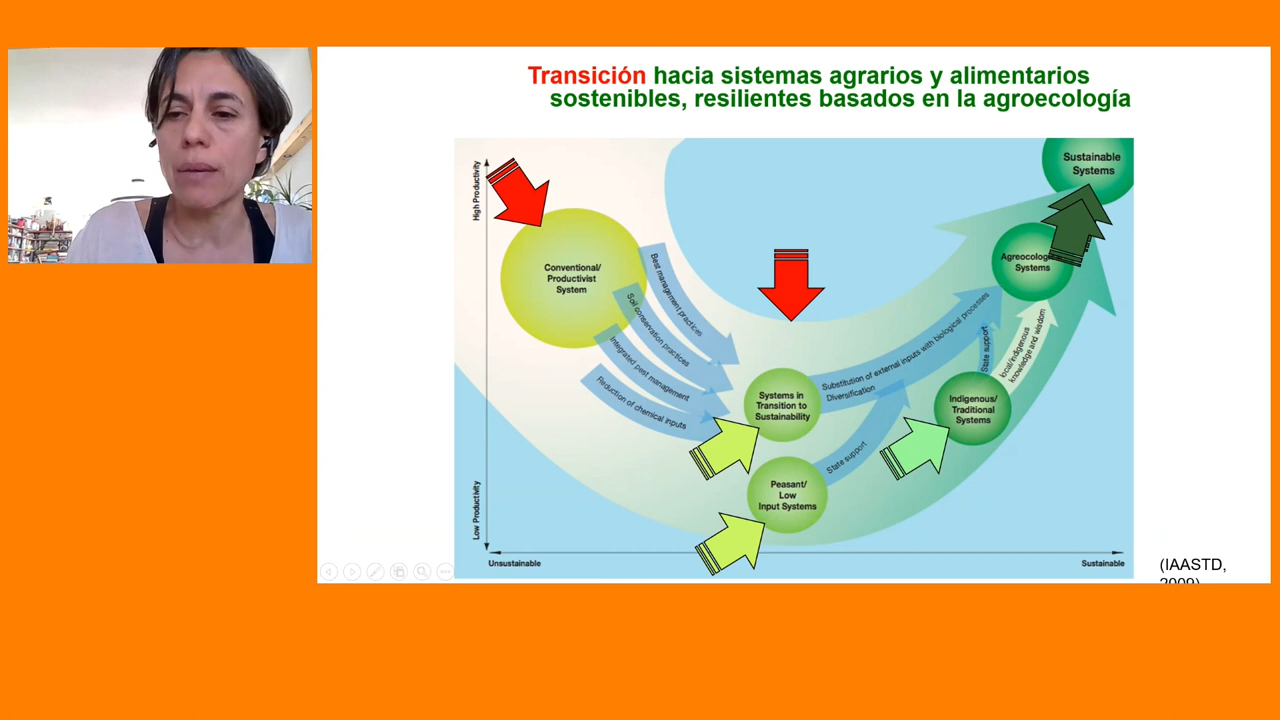 Transición hacia sistemas agrarios y alimentarios
sostenibles, resilientes basados en la agroecología
High Productivity
Sustainable
Systems
Conventional/
Productivist
System
Best management practices
Soil conservation practices
Integrated pest management
Reduction of chemical inputs
Systems
Substitution of external inputs with biological processes
Diversification
State support
local/indigenous
knowledge and wisdom
Systems in
Transition to
Sustainability
Indigenous/
Traditional
Systems
State support
Peasant/
Low
Input Systems
Low Productivity
Unsustainable
Sustainable
(IAASTD,
2009)